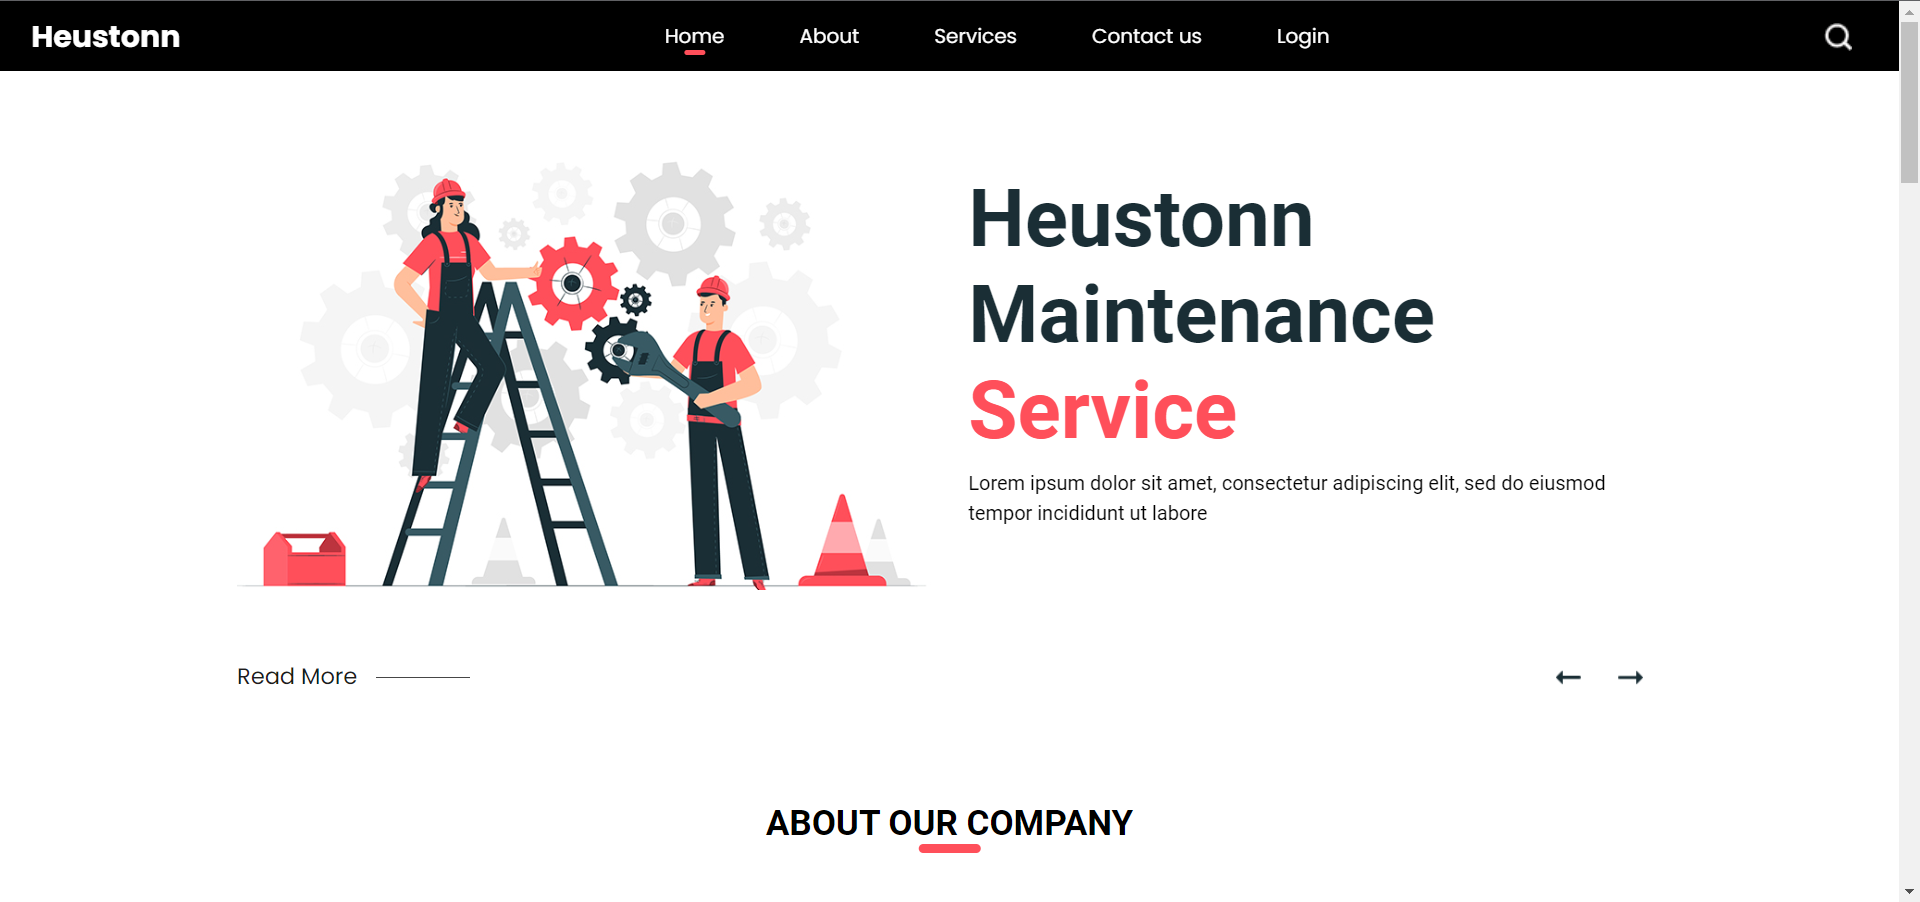 Heustonn
Home
About
Services
Contact us
Login
Heustonn
Maintenance
Service
Lorem ipsum dolor sit amet, consectetur adipiscing elit, sed do eiusmod
tempor incididunt ut labore
Read More
ABOUT OUR COMPANY